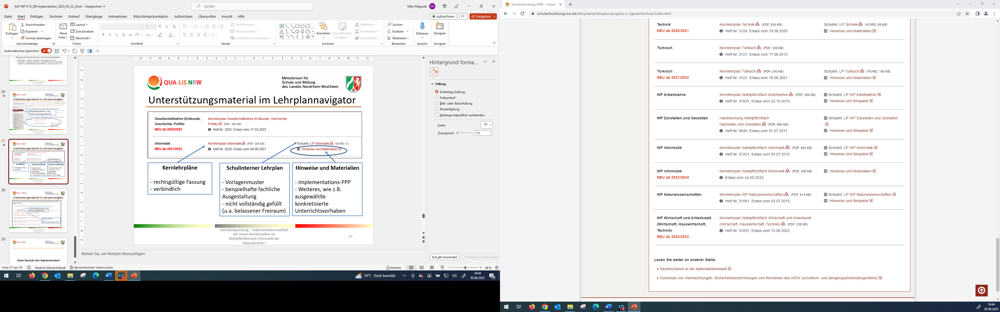 KLP WP IF SI_DB Implemention_2023_05_22_final • Gespeichert
Suchen
Silke Walpuski
SW
Datei Start Einfügen Zeichnen Entwurf Übergänge Animationen Bildschirmpräsentation Aufzeichnen Überprüfen Ansicht Hilfe
Aufzeichnen
Freigeben
Einfügen
Ausschneiden
Kopieren
Format übertragen
Zwischenablage
Neue Folie
Layout
Zurücksetzen
Abschnitt
Folien
18
F K U S ab AV Aa A
Schriftart
Textrichtung
Text ausrichten
In SmartArt konvertieren
Absatz
Anordnen
Schnellformat-
vorlagen
Fülleffekt
Formkontur
Formeffekte
Zeichnen
Suchen
Ersetzen
Markieren
Bearbeiten
Diktieren
Sprache
Designer
Designer
Automatisches Speichern
Beispiele für konkretisierte Unterrichtsvorhaben:
36
Unterstützungsmaterial im Lehrplannavigator
Implementations- und
Unterstützungsmaterial
37
Unterstützungsmaterial im Lehrplannavigator
38
Unterstützungsmaterial im Lehrplannavigator
39
Vielen Dank für Ihre Aufmerksamkeit!
QUA-LiS NRW
Ministerium für
Schule und Bildung
des Landes Nordrhein-Westfalen
Unterstützungsmaterial im Lehrplannavigator
Gesellschaftslehre (Erdkunde,
Geschichte, Politik)
NEU ab 2022/2023
Kernlehrplan Gesellschaftslehre (Erdkunde, Geschichte,
Politik) (PDF, 326 KB)
Heft Nr. 3202, Erlass vom 17.02.2022
Informatik
NEU ab 2021/2022
Kernlehrplan Informatik (PDF, 224 KB)
Heft Nr. 5028, Erlass vom 09.06.2021
Schulint. LP Informatik (WORD, 0 )
Hinweise und Materialien
Kernlehrpläne
- rechtsgültige Fassung
- verbindlich
Schulinterner Lehrplan
- Vorlagenmuster
- beispielhafte fachliche
Ausgestaltung
- nicht vollständig gefüllt
(u.a. belassener Freiraum)
Hinweise und Materialien
- Implementations-PPP
- Weiteres, wie z.B.
ausgewählte
konkretisierte
Unterrichtsvorhaben
Dienstbesprechung - Implementationsauftakt
der neuen Kernlehrpläne im
Wahlpflichtbereich Informatik der
Sekundarstufe I
37
Klicken Sie, um Notizen hinzuzufügen
Hintergrund forma...
Füllung
Einfarbige Füllung
Farbverlauf
Bild- oder Texturfüllung
Musterfüllung
Hintergrundgrafiken ausblenden
Farbe
Transparenz 0 %
Auf alle anwenden
Hintergrund zurücksetze
Folie 37 von 39 Deutsch (Deutschland) Barrierefreiheit: Untersuchen
Notizen
96 %
18°C Stark bewölkt
16:44
02.06.2023
18
Schulentwicklung NRW - Lehrpla
schulentwicklung.nrw.de/lehrplaene/lehrplannavigator-s-i/gesamtschule/index.html
Technik
NEU ab 2020/2021
Kernlehrplan Technik (PDF, 835 KB)
Heft Nr. 3124, Erlass vom 19.06.2020
Schulint. LP Technik (WORD, 68 KB)
Hinweise und Materialien
Türkisch
Kernlehrplan Türkisch (PDF, 339 KB)
Heft Nr. 3121, Erlass vom 17.06.2013
Türkisch
NEU ab 2021/2022
Kernlehrplan Türkisch (PDF, 245 KB)
Heft Nr. 3121, Erlass vom 18.06.2021
Schulint. LP Türkisch (WORD, 145 KB)
Hinweise und Materialien
WP Arbeitslehre
Kernlehrplan Wahlpflichtfach Arbeitslehre (PDF, 294 KB)
Heft Nr. 31031, Erlass vom 23.10.2015
Schulint. LP WP Arbeitslehre
Hinweise und Beispiele
WP Darstellen und Gestalten
Handreichung Wahlpflichtfach
Darstellen und Gestalten (PDF, 960 KB)
Heft Nr. 9045, Erlass vom 01.07.2011
Schulint. LP WP Darstellen und Gestalten
Hinweise und Beispiele
WP Informatik
Kernlehrplan Wahlpflichtfach Informatik (PDF, 662 KB)
Heft Nr. 31221, Erlass vom 03.07.2015
Schulint. LP WP Informatik
Hinweise und Beispiele
WP Informatik
NEU ab 2023/2024
Kernlehrplan Wahlpflichtfach Informatik (PDF, 290 KB)
Erlass vom 24.05.2023
Hinweise und Materialien
WP Naturwissenschaften
Kernlehrplan WP Naturwissenschaften (PDF, 614 KB)
Heft Nr. 31081, Erlass vom 03.07.2015
Schulint. LP WP Naturwissenschaften
Hinweise und Beispiele
WP Wirtschaft und Arbeitswelt
(Wirtschaft, Hauswirtschaft,
Technik)
NEU ab 2022/2023
Kernlehrplan Wahlpflichtfach Wirtschaft und Arbeitswelt
(Wirtschaft, Hauswirtschaft, Technik) (PDF, 238 KB)
Heft Nr. 31031, Erlass vom 13.06.2022
Lesen Sie weiter an anderer Stelle:
• Recherchieren in der Materialdatenbank
• Download von Handreichungen, Sicherheitsbestimmungen und Richtlinien des MSW (schulform- und jahrgangsstufenübergreifend)
16:44
02.06.2023